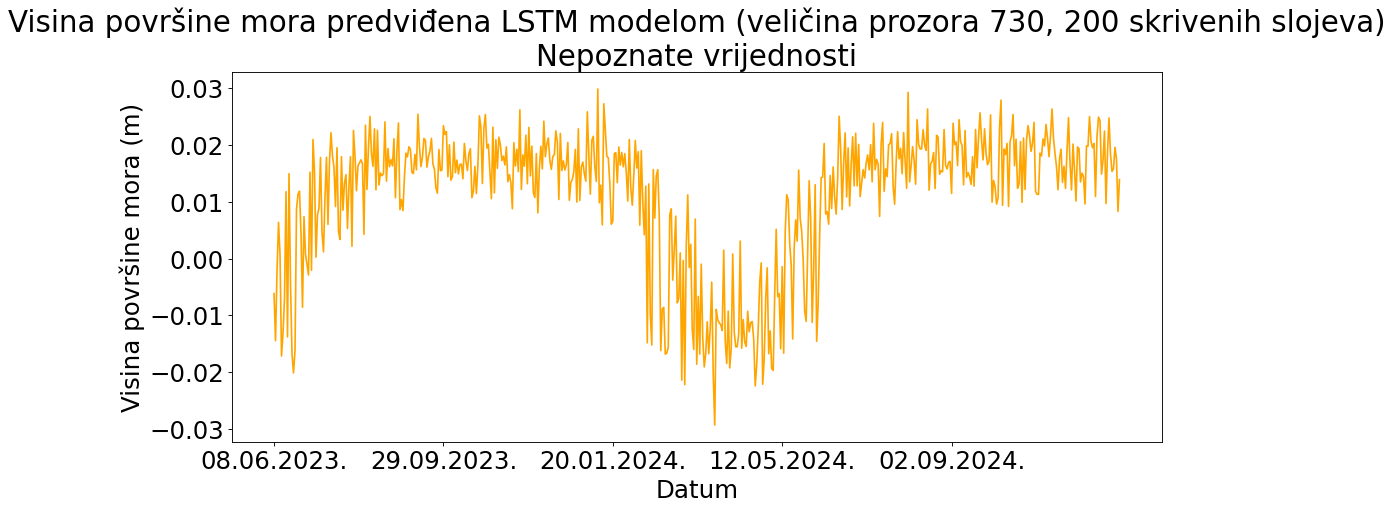 Visina površine mora predviđena LSTM modelom (veličina prozora 730, 200 skrivenih slojeva)
Nepoznate vrijednosti
Visina površine mora (m)
0.03
0.02
0.01
0.00
−0.01
−0.02
−0.03
08.06.2023. 29.09.2023. 20.01.2024. 12.05.2024. 02.09.2024.
Datum